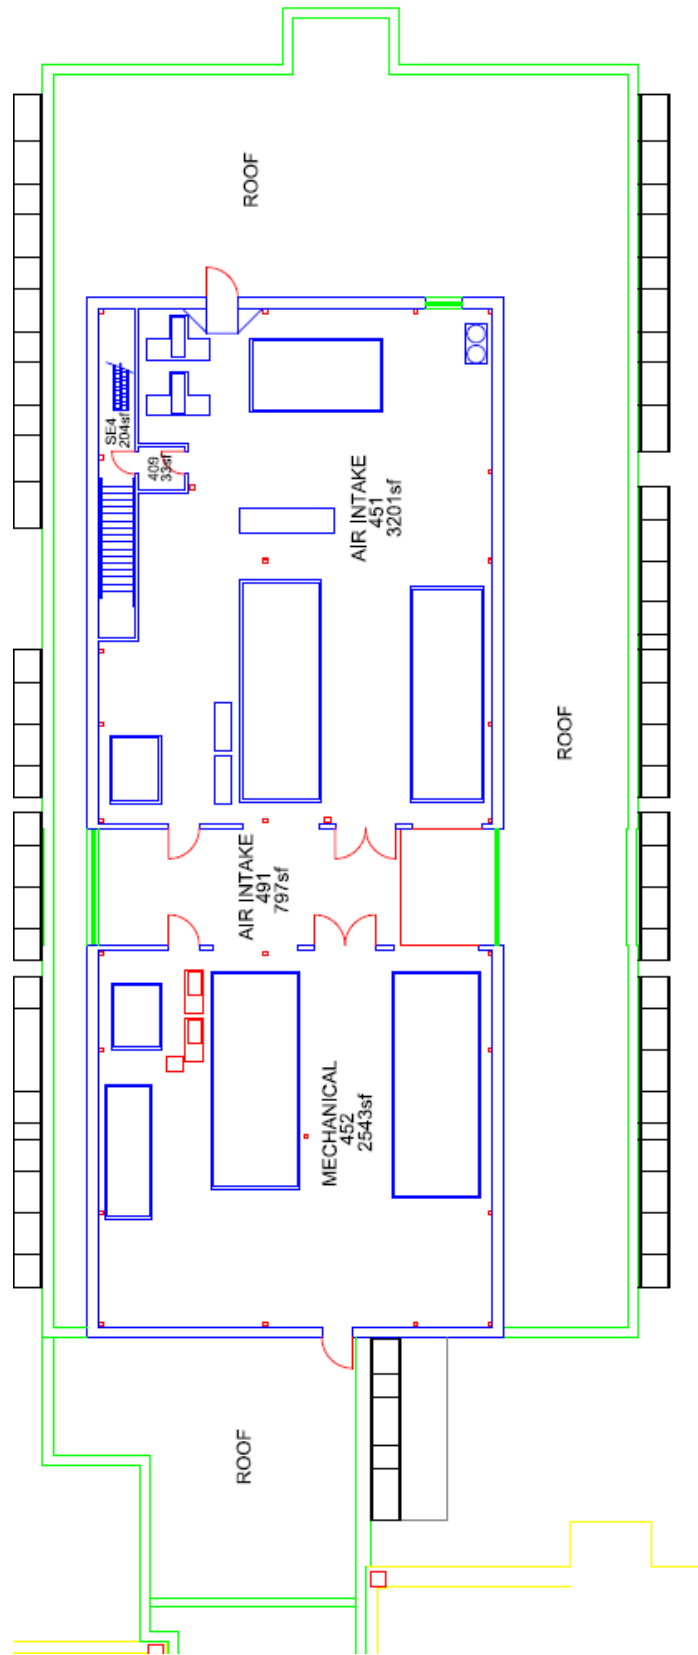 ROOF
SE4
204sf
409
33sf
AIR INTAKE
451
3201sf
ROOF
AIR INTAKE
491
797sf
MECHANICAL
452
2543sf
ROOF